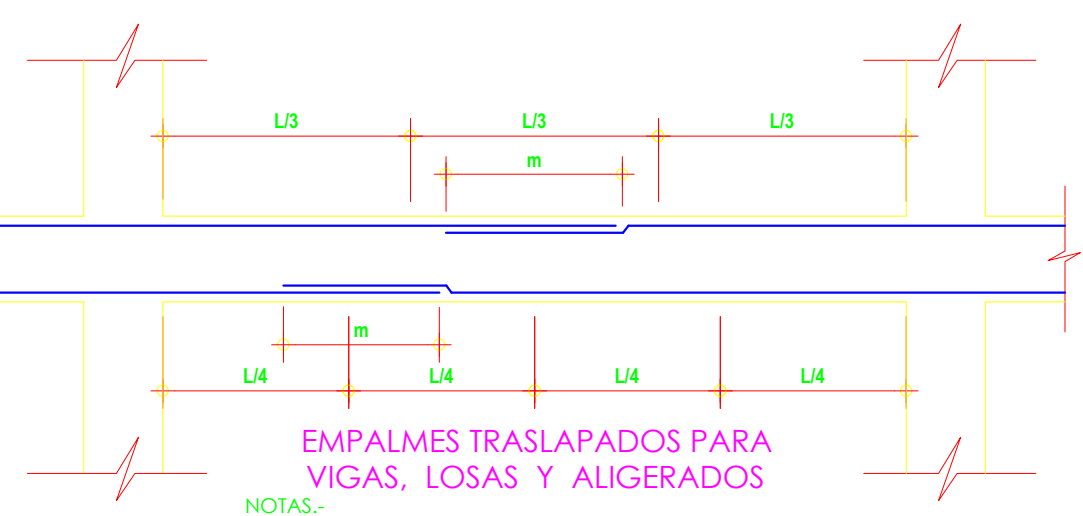 L/3 L/3 L/3
m
m
L/4 L/4 L/4 L/4
EMPALMES TRASLAPADOS PARA
VIGAS, LOSAS Y ALIGERADOS
NOTAS.-